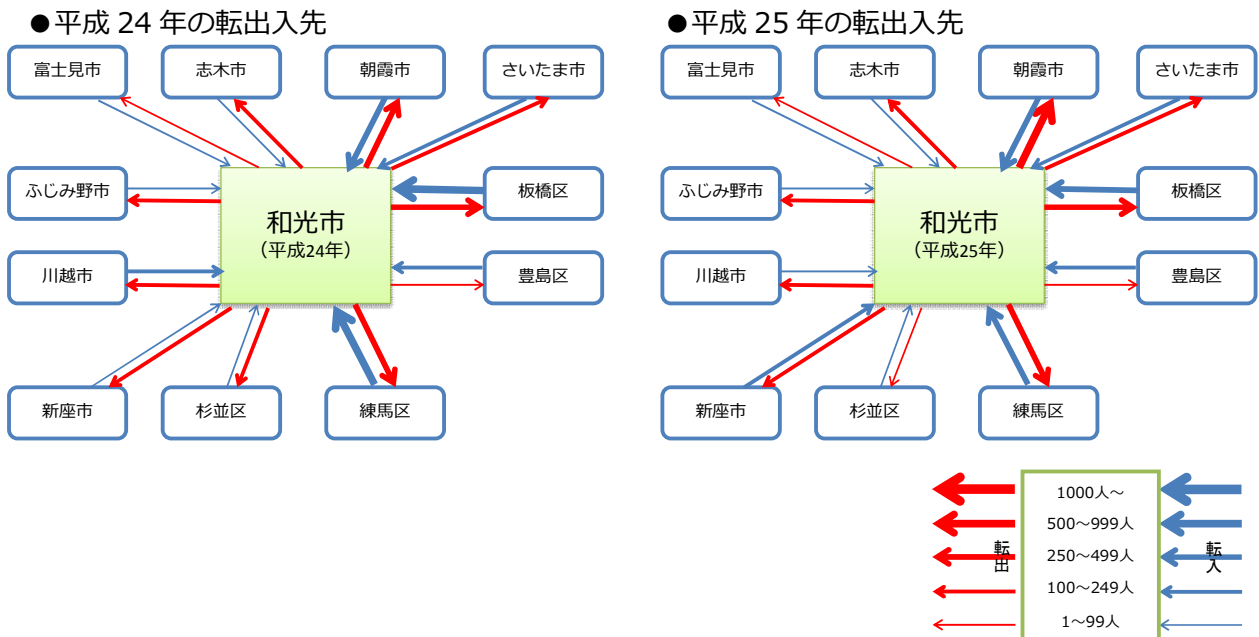 ●平成 24 年の転出入先
富士見市
志木市
朝霞市
さいたま市
ふじみ野市
板橋区
和光市
（平成24年）
川越市
豊島区
新座市
杉並区
練馬区
●平成 25 年の転出入先
富士見市
志木市
朝霞市
さいたま市
ふじみ野市
板橋区
和光市
（平成25年）
川越市
豊島区
新座市
杉並区
練馬区
1000人～
500～999人
転出
250～499人
転入
100～249人
1～99人